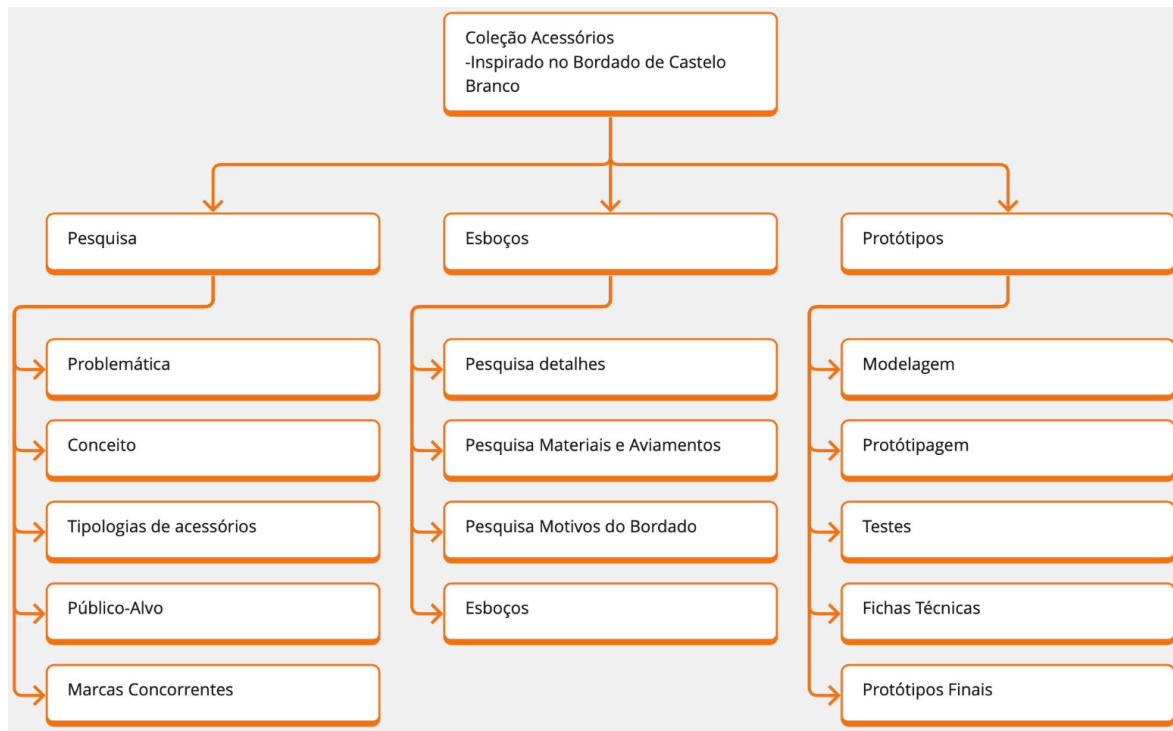 Coleção Acessórios
-Inspirado no Bordado de Castelo
Branco
Pesquisa
Esboços
Protótipos
Problemática
Conceito
Tipologias de acessórios
Público-Alvo
Marcas Concorrentes
Pesquisa detalhes
Pesquisa Materiais e Aviamentos
Pesquisa Motivos do Bordado
Esboços
Modelagem
Protótipagem
Testes
Fichas Técnicas
Protótipos Finais